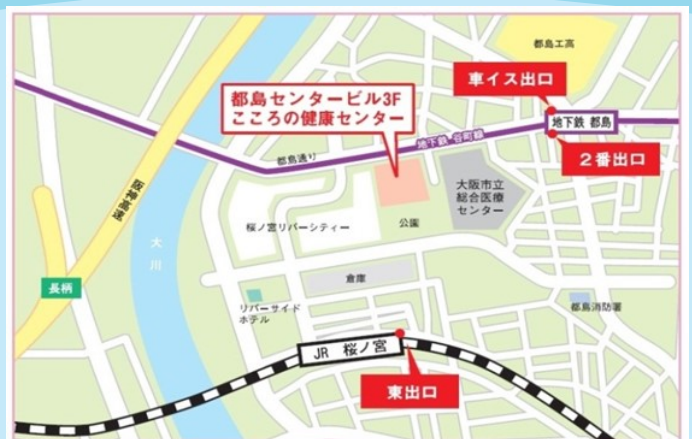 都島工高
車イス出口
都島センタービル3F
こころの健康センター
地下鉄 都島
地下鉄 谷町線
2番出口
都島通り
阪神高速
大阪市立
総合医療
センター
桜ノ宮リバーシティー
公園
大川
倉庫
長柄
リバーサイド
ホテル
都島消防署
JR 桜ノ宮
東出口